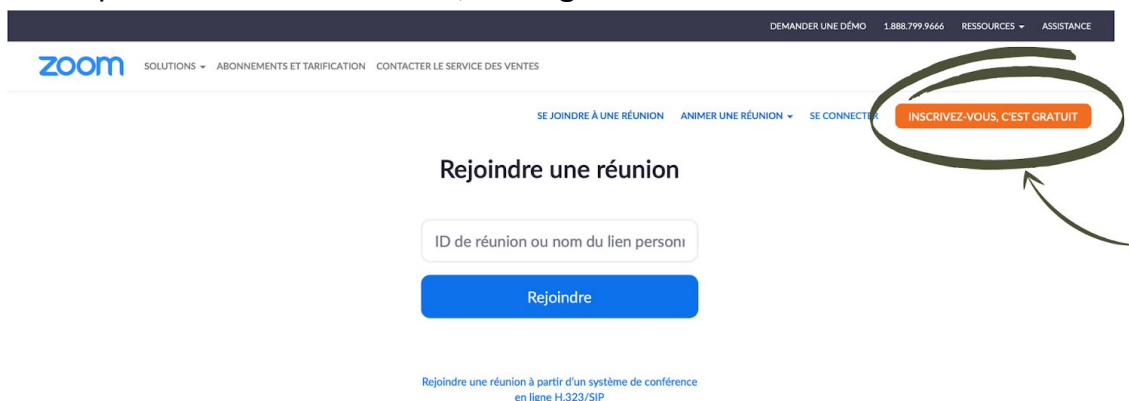 DEMANDER UNE DÉMO 1.888.799.9666 RESSOURCES ASSISTANCE
zoom SOLUTIONS ABONNEMENTS ET TARIFICATION CONTACTER LE SERVICE DES VENTES
SE JOINDRE À UNE RÉUNION ANIMER UNE RÉUNION SE CONNECTER INSCRIVEZ-VOUS, C'EST GRATUIT
Rejoindre une réunion
ID de réunion ou nom du lien person
Rejoindre
Rejoindre une réunion à partir d'un système de conférence
en ligne H.323/SIP